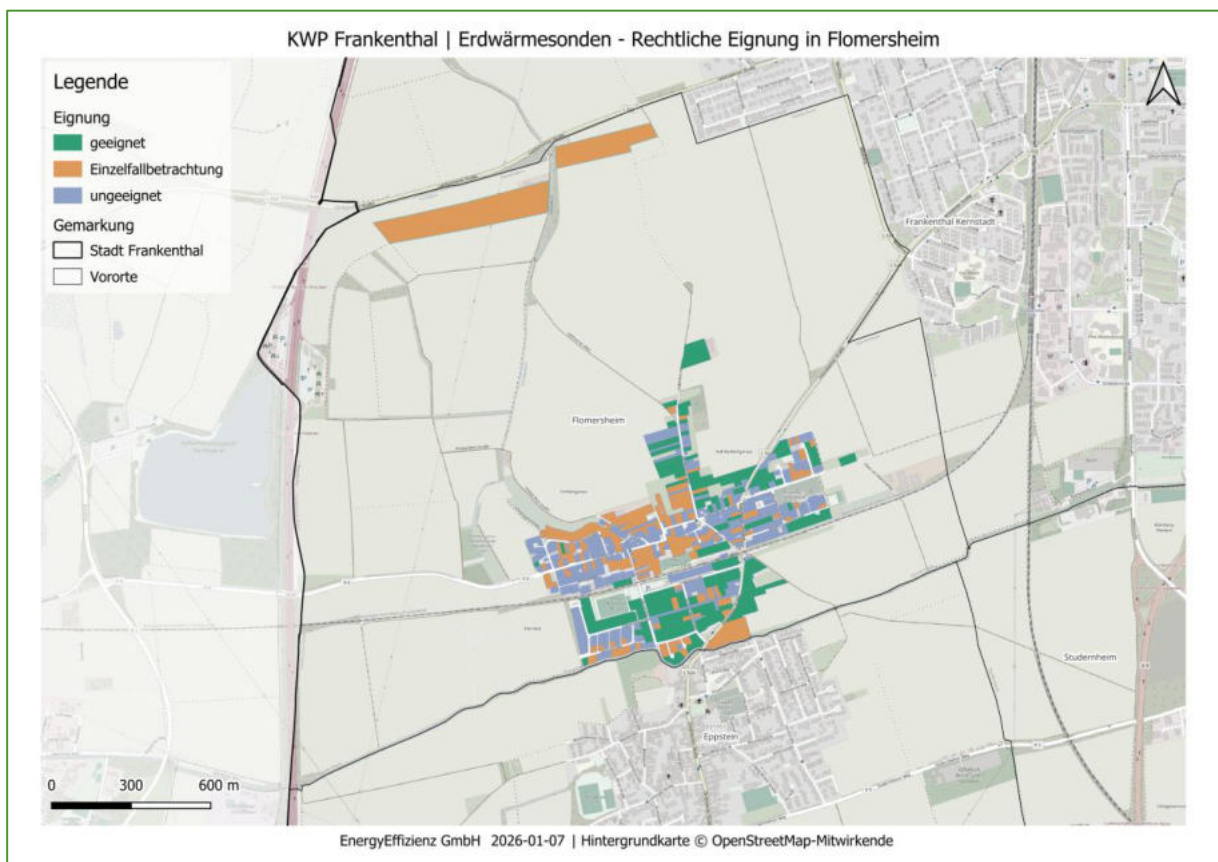 KWP Frankenthal | Erdwärmesonden - Rechtliche Eignung in Flomersheim
Legende
Eignung
geeignet
Einzelfallbetrachtung
ungeeignet
Gemarkung
Stadt Frankenthal
Vororte
Frankenthal Kernstadt
Flomersheim
Studernheim
Eppstein
0 300 600 m
EnergyEffizienz GmbH 2026-01-07 | Hintergrundkarte © OpenStreetMap-Mitwirkende